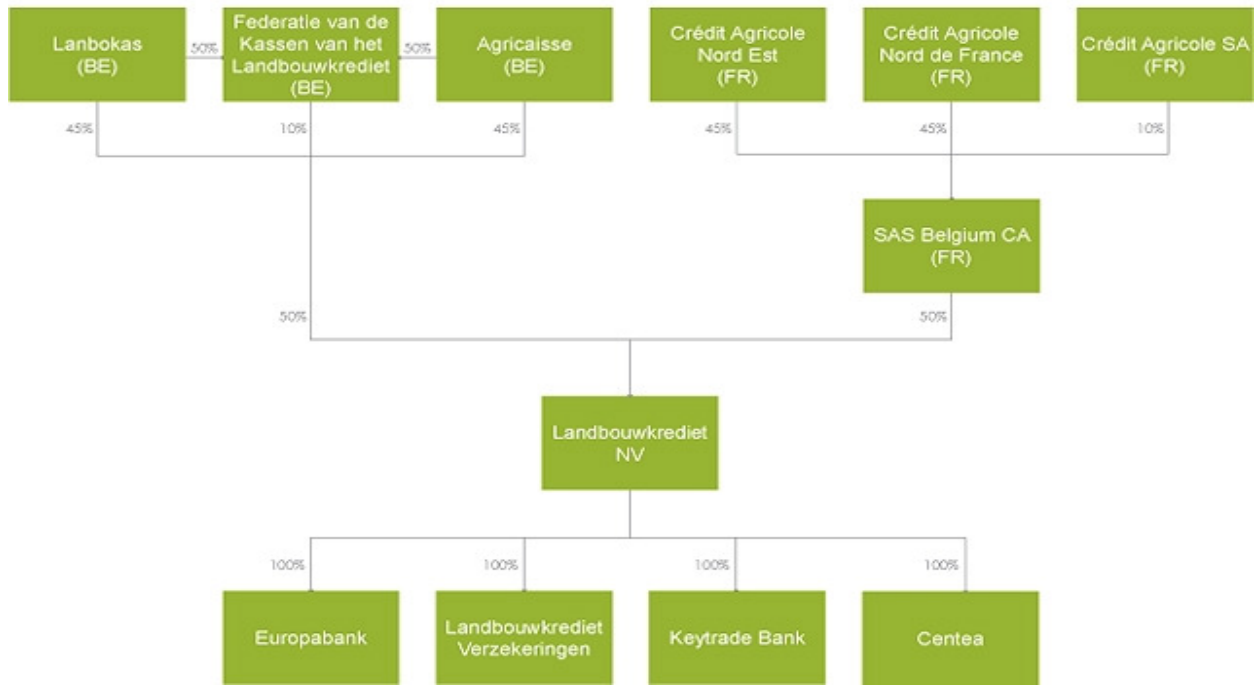 Lanbokas
(BE)
50%
Federatie van de
Kassen van het
Landbouwkrediet
(BE)
50%
Agricaisse
(BE)
Crédit Agricole
Nord Est
(FR)
Crédit Agricole
Nord de France
(FR)
Crédit Agricole SA
(FR)
45%
10%
45%
45%
45%
10%
SAS Belgium CA
(FR)
50%
50%
Landbouwkrediet
NV
100%
100%
100%
100%
Europabank
Landbouwkrediet
Verzekeringen
Keytrade Bank
Centea